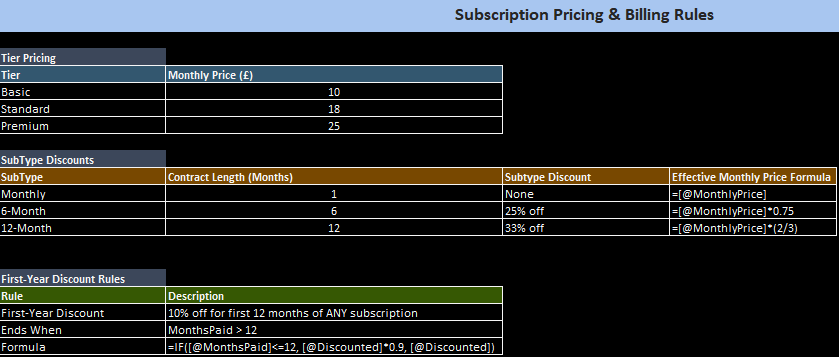 Subscription Pricing & Billing Rules
Tier Pricing
Tier Monthly Price (£)
Basic 10
Standard 18
Premium 25
SubType Discounts
SubType Contract Length (Months) Subtype Discount Effective Monthly Price Formula
Monthly 1 None =[@MonthlyPrice]
6-Month 6 25% off =[@MonthlyPrice]*0.75
12-Month 12 33% off =[@MonthlyPrice]*(2/3)
First-Year Discount Rules
Rule Description
First-Year Discount 10% off for first 12 months of ANY subscription
Ends When MonthsPaid > 12
Formula =IF([@MonthsPaid]<=12, [@Discounted]*0.9, [@Discounted])